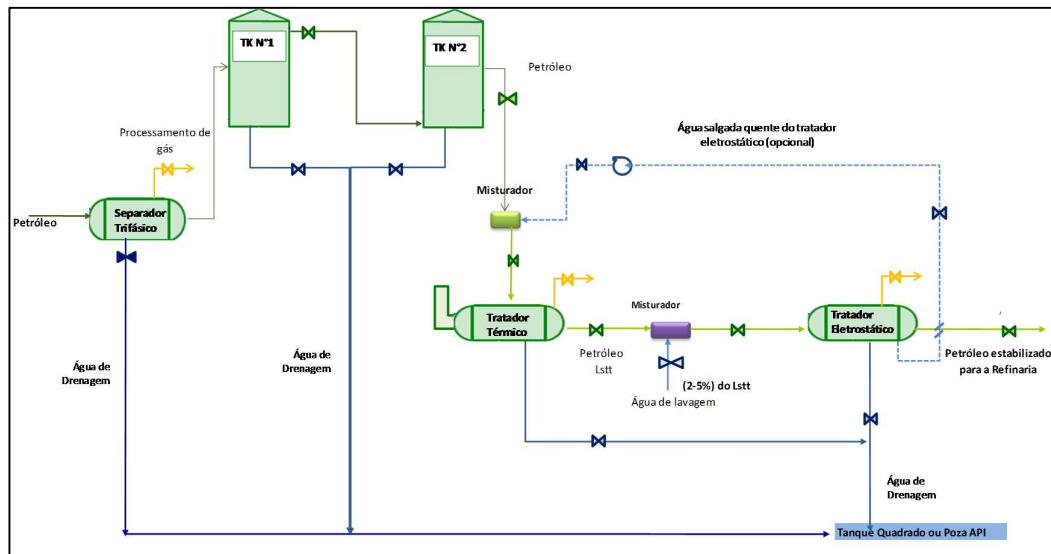 TK N°1
TK N°2
Petróleo
Processamento de
gás
Água salgada quente do tratador
eletrostático (opcional)
Misturador
Petróleo
Separador
Trifásico
Tratador
Térmico
Misturador
Tratador
Eletrostático
Petróleo
Lstt
(2-5%) do Lstt
Água de lavagem
Petróleo estabilizado
para a Refinaria
Água de
Drenagem
Água de
Drenagem
Água de
Drenagem
Tanque Quadrado ou Poza API